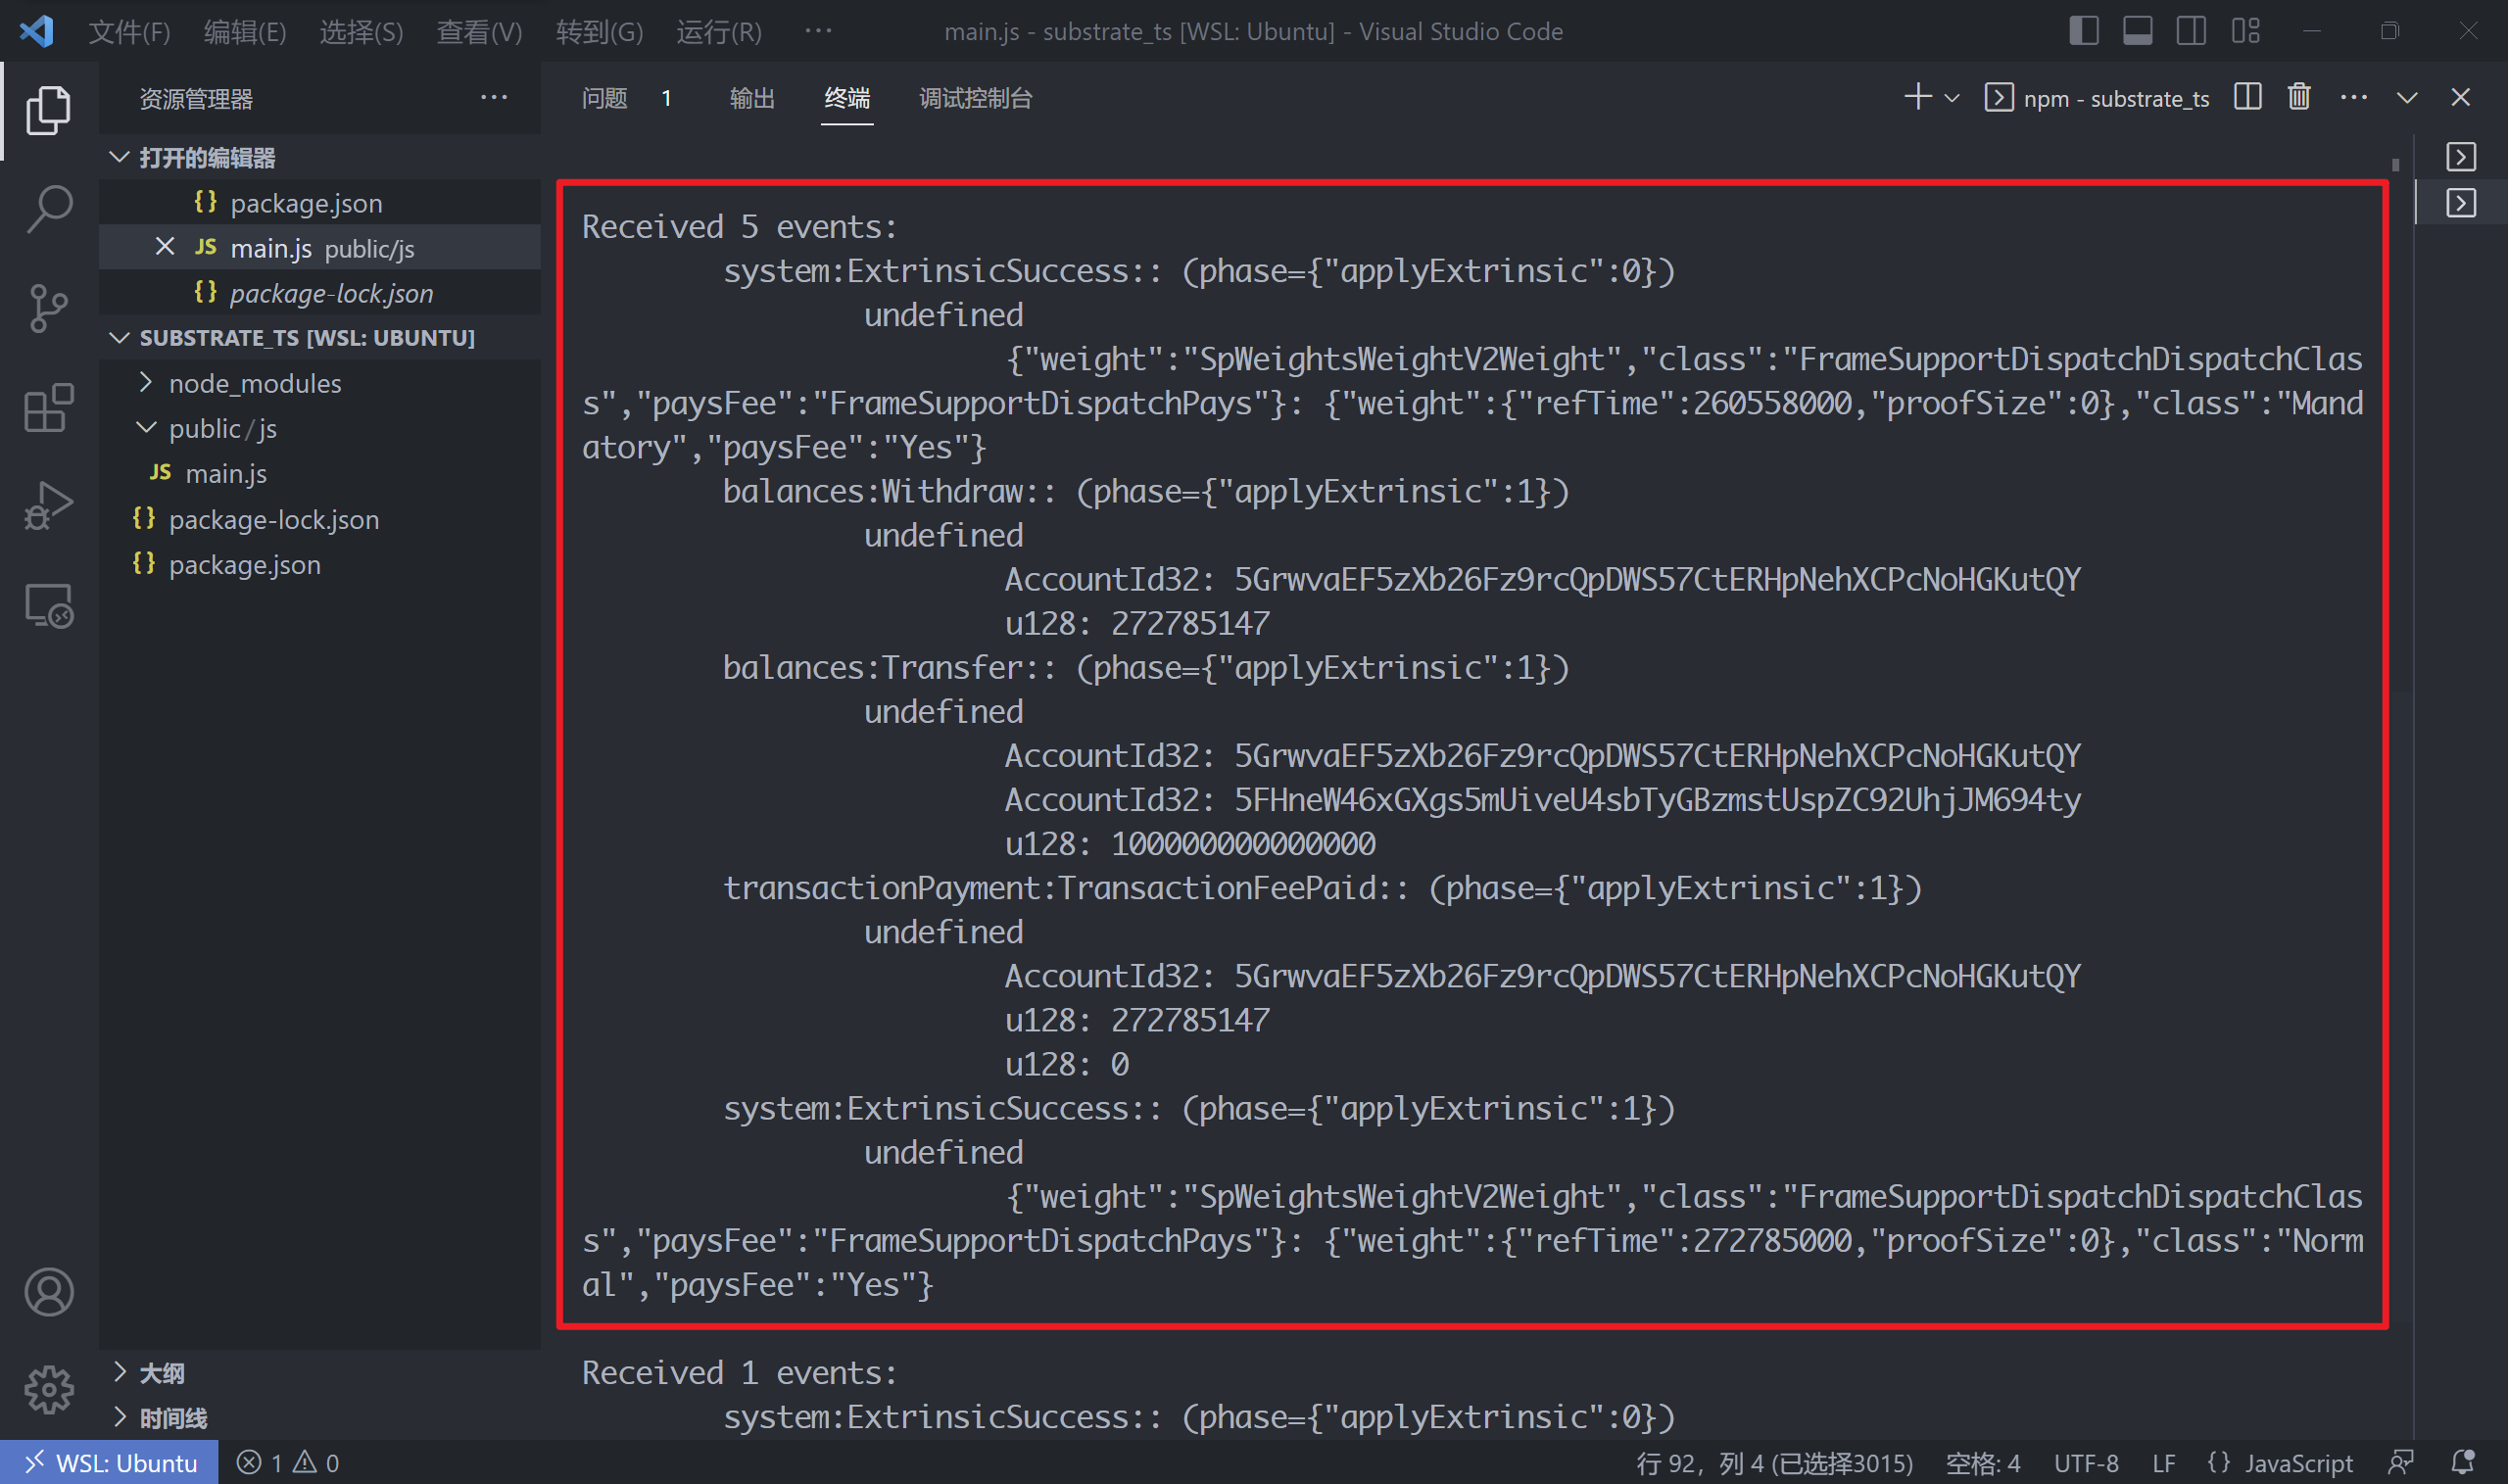 文件(F) 编辑(E) 选择(S) 查看(V) 转到(G) 运行(R) ··· main.js - substrate_ts [WSL: Ubuntu] - Visual Studio Code
资源管理器 ···
打开的编辑器
{} package.json
JS main.js public/js
{} package-lock.json
SUBSTRATE_TS [WSL: UBUNTU]
node_modules
public/js
JS main.js
{} package-lock.json
{} package.json
大纲
时间线
问题 1 输出 终端 调试控制台 npm - substrate_ts ···
Received 5 events:
system:ExtrinsicSuccess:: (phase={"applyExtrinsic":0})
undefined
{"weight":"SpWeightsWeightV2Weight","class":"FrameSupportDispatchDispatchClas
s","paysFee":"FrameSupportDispatchPays"}: {"weight":{"refTime":260558000,"proofSize":0},"class":"Mand
atory","paysFee":"Yes"}
balances:Withdraw:: (phase={"applyExtrinsic":1})
undefined
AccountId32: 5GrwvaEF5zXb26Fz9rcQpDWS57CtERHpNehXCPcNoHGKutQY
u128: 272785147
balances:Transfer:: (phase={"applyExtrinsic":1})
undefined
AccountId32: 5GrwvaEF5zXb26Fz9rcQpDWS57CtERHpNehXCPcNoHGKutQY
AccountId32: 5FHneW46xGXgs5mUiveU4sbTyGBzmstUspZC92UhjJM694ty
u128: 100000000000000
transactionPayment:TransactionFeePaid:: (phase={"applyExtrinsic":1})
undefined
AccountId32: 5GrwvaEF5zXb26Fz9rcQpDWS57CtERHpNehXCPcNoHGKutQY
u128: 272785147
u128: 0
system:ExtrinsicSuccess:: (phase={"applyExtrinsic":1})
undefined
{"weight":"SpWeightsWeightV2Weight","class":"FrameSupportDispatchDispatchClas
s","paysFee":"FrameSupportDispatchPays"}: {"weight":{"refTime":272785000,"proofSize":0},"class":"Norm
al","paysFee":"Yes"}
Received 1 events:
system:ExtrinsicSuccess:: (phase={"applyExtrinsic":0})
WSL: Ubuntu 1 0 行 92，列 4 (已选择3015) 空格: 4 UTF-8 LF {} JavaScript